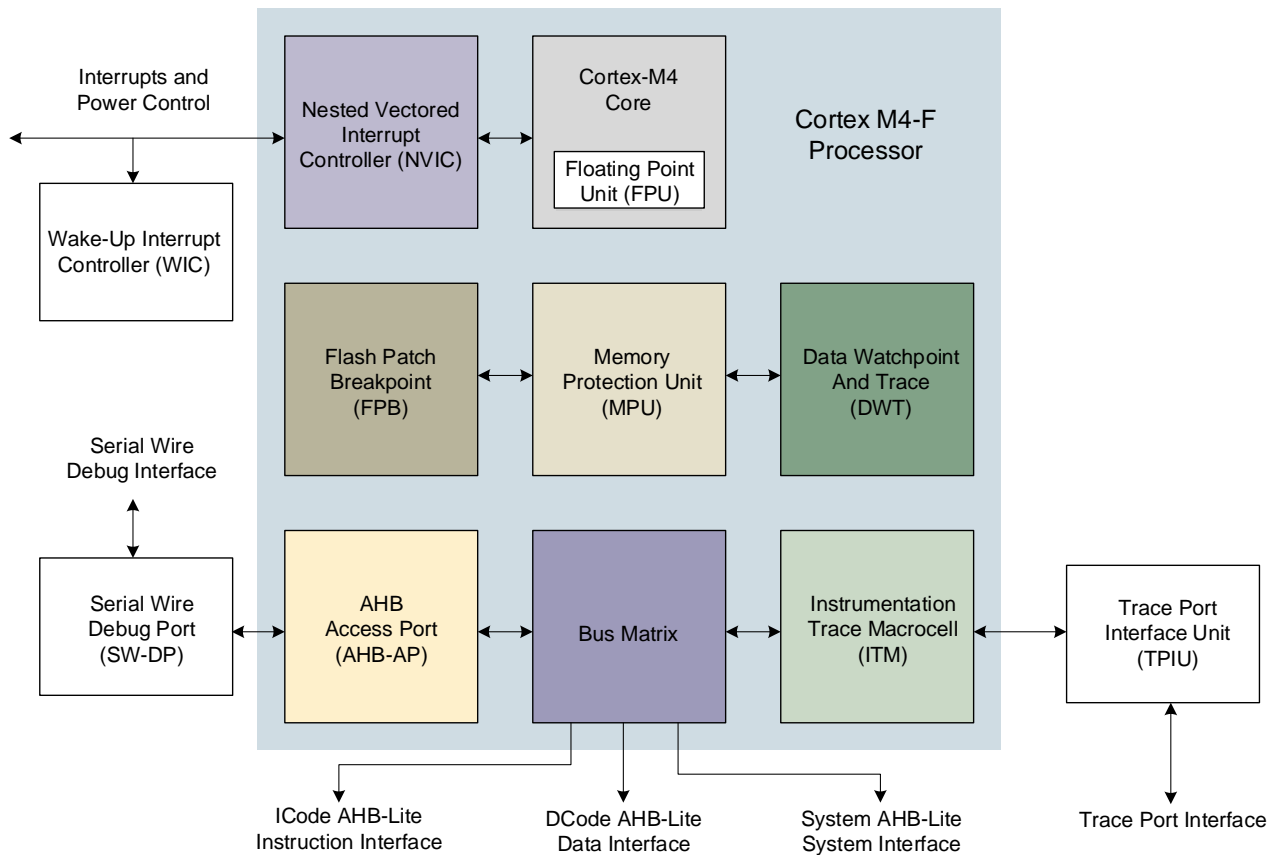 Interrupts and
Power Control
Nested Vectored
Interrupt
Controller (NVIC)
Cortex-M4
Core
Floating Point
Unit (FPU)
Cortex M4-F
Processor
Wake-Up Interrupt
Controller (WIC)
Flash Patch
Breakpoint
(FPB)
Memory
Protection Unit
(MPU)
Data Watchpoint
And Trace
(DWT)
Serial Wire
Debug Interface
Serial Wire
Debug Port
(SW-DP)
AHB
Access Port
(AHB-AP)
Bus Matrix
Instrumentation
Trace Macrocell
(ITM)
Trace Port
Interface Unit
(TPIU)
ICode AHB-Lite
Instruction Interface
DCode AHB-Lite
Data Interface
System AHB-Lite
System Interface
Trace Port Interface